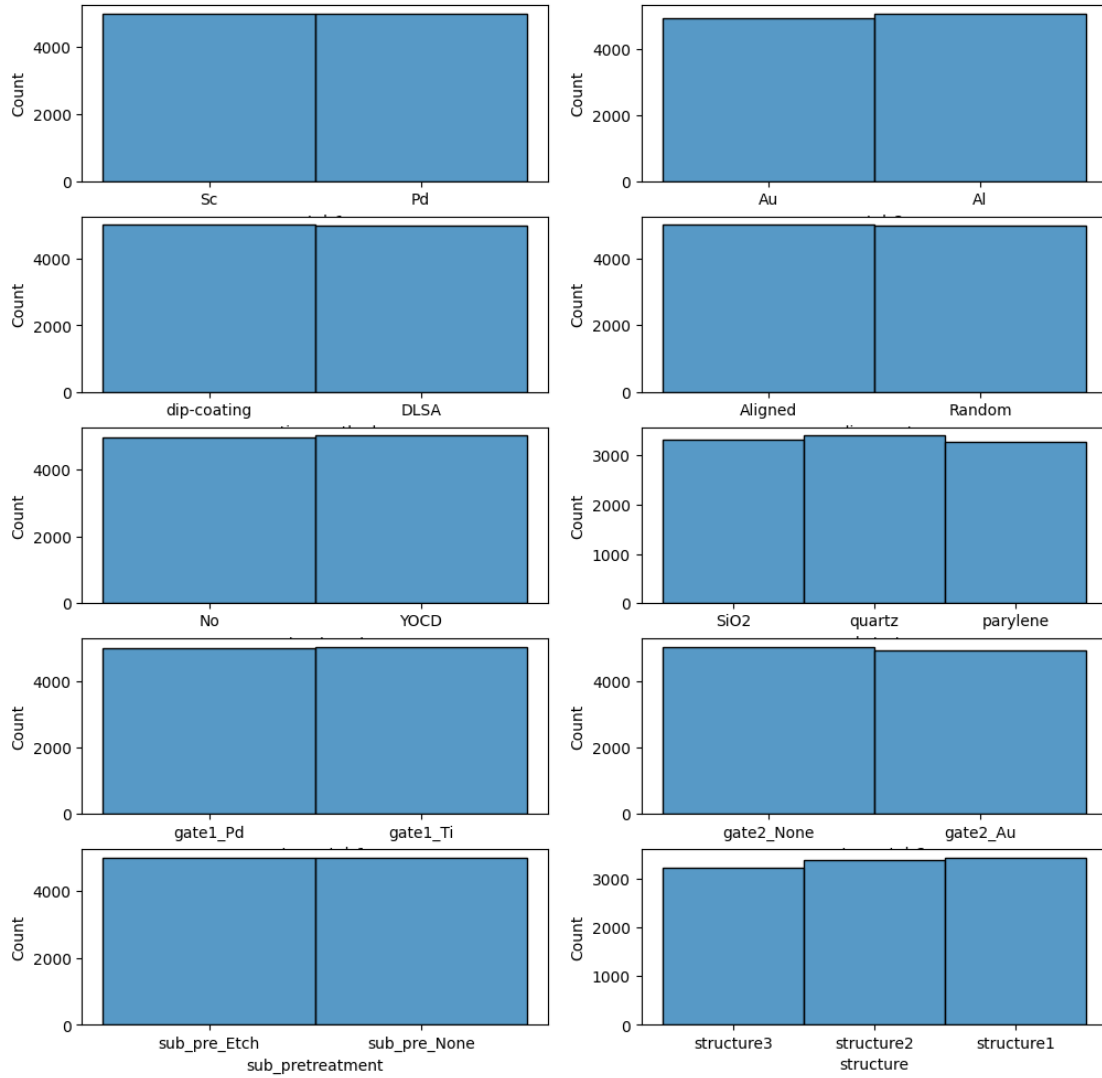 Count
4000
2000
0
Sc Pd
Count
4000
2000
0
Au Al
Count
4000
2000
0
dip-coating DLSA
Count
4000
2000
0
Aligned Random
Count
4000
2000
0
No YOCD
Count
3000
2000
1000
0
SiO2 quartz parylene
Count
4000
2000
0
gate1_Pd gate1_Ti
Count
4000
2000
0
gate2_None gate2_Au
Count
4000
2000
0
sub_pre_Etch sub_pre_None
sub_pretreatment
Count
3000
2000
1000
0
structure3 structure2 structure1
structure